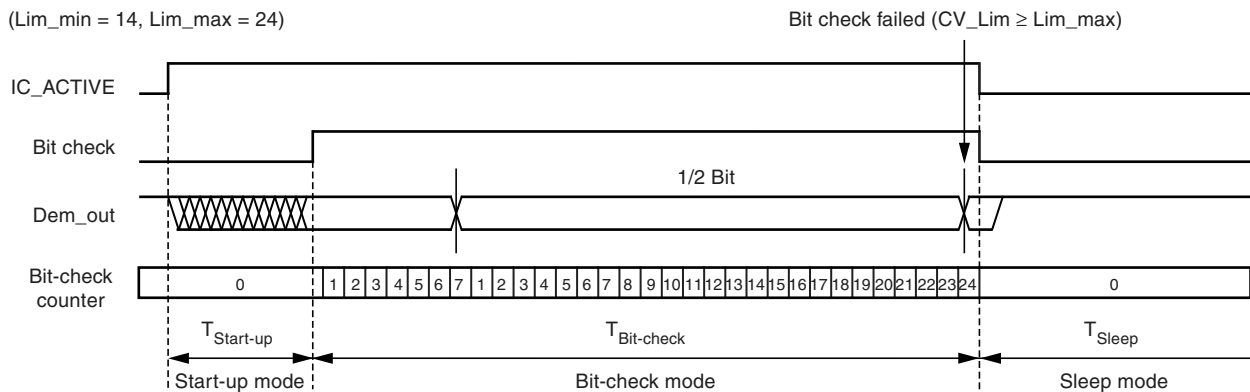 (Lim_min = 14, Lim_max = 24)
Bit check failed (CV_Lim ≥ Lim_max)
IC_ACTIVE
Bit check
1/2 Bit
Dem_out
Bit-check counter
0 1 2 3 4 5 6 7 1 2 3 4 5 6 7 8 9 10 11 12 13 14 15 16 17 18 19 20 21 22 23 24 0
T Start-up
T Bit-check
T Sleep
Start-up mode
Bit-check mode
Sleep mode